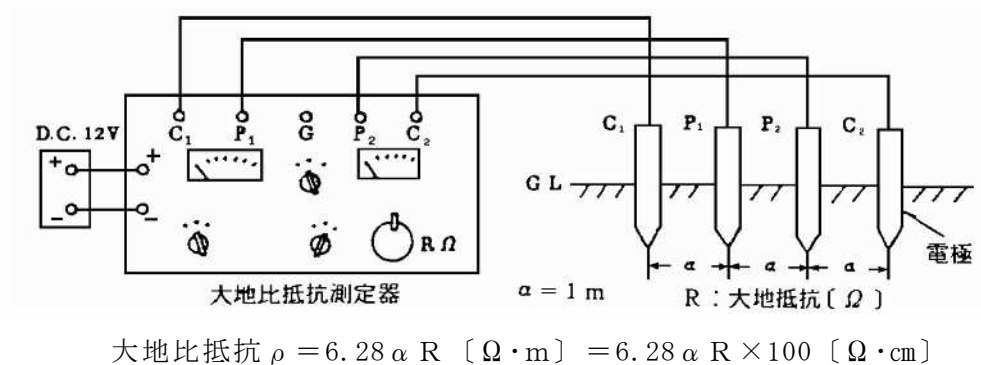 D.C. 12V
+ −
+ −
C₁ P₁ G P₂ C₂
RΩ
大地比抵抗測定器
C₁ P₁ P₂ C₂
GL
電極
a a a
α = 1 m
R：大地抵抗〔Ω〕
大地比抵抗 ρ ＝6.28 α R 〔Ω・m〕＝6.28 α R ×100 〔Ω・㎝〕